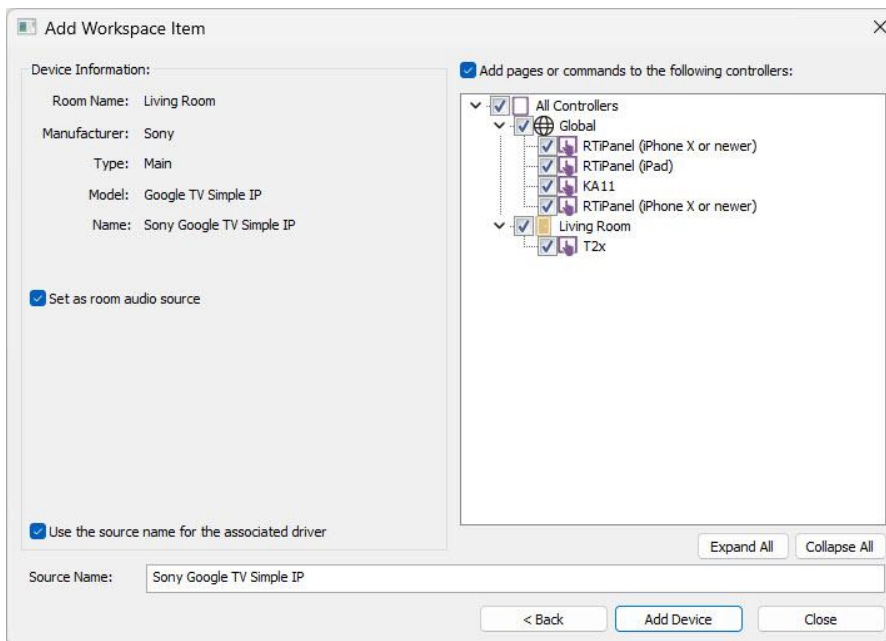 Add Workspace Item
Device Information:
Room Name: Living Room
Manufacturer: Sony
Type: Main
Model: Google TV Simple IP
Name: Sony Google TV Simple IP
Set as room audio source
Use the source name for the associated driver
Add pages or commands to the following controllers:
All Controllers
Global
RTiPanel (iPhone X or newer)
RTiPanel (iPad)
KA11
RTiPanel (iPhone X or newer)
Living Room
T2x
Expand All Collapse All
Source Name: Sony Google TV Simple IP
< Back Add Device Close